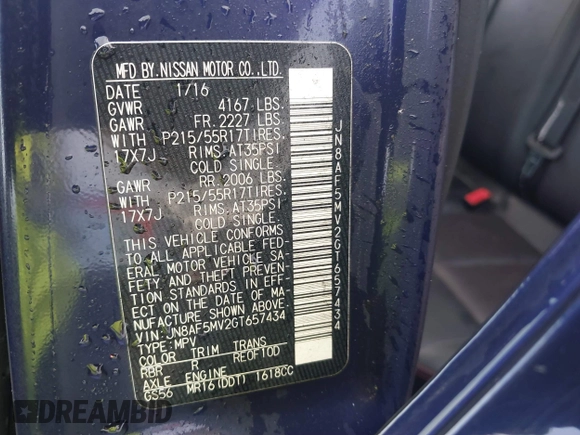 MFD BY.NISSAN MOTOR CO.,LTD.
DATE 1/16
GVWR 4167 LBS.
GAWR FR.2227 LBS.
WITH P215/55R17TIRES,
17X7J RIMS,AT35PSI
COLD SINGLE.
GAWR RR.2006 LBS.
WITH P215/55R17TIRES,
17X7J RIMS,AT35PSI
COLD SINGLE.
THIS VEHICLE CONFORMS
TO ALL APPLICABLE FED-
ERAL MOTOR VEHICLE SA-
FETY AND THEFT PREVEN-
TION STANDARDS IN EFF-
ECT ON THE DATE OF MA-
NUFACTURE SHOWN ABOVE.
VIN:JN8AF5MV2GT657434
TYPE:MPV
COLOR TRIM TRANS
RBR R REOF10D
AXLE ENGINE
GS56 MR16(DDT) 1618CC
JN8AF5MV2GT657434
DREAMBID